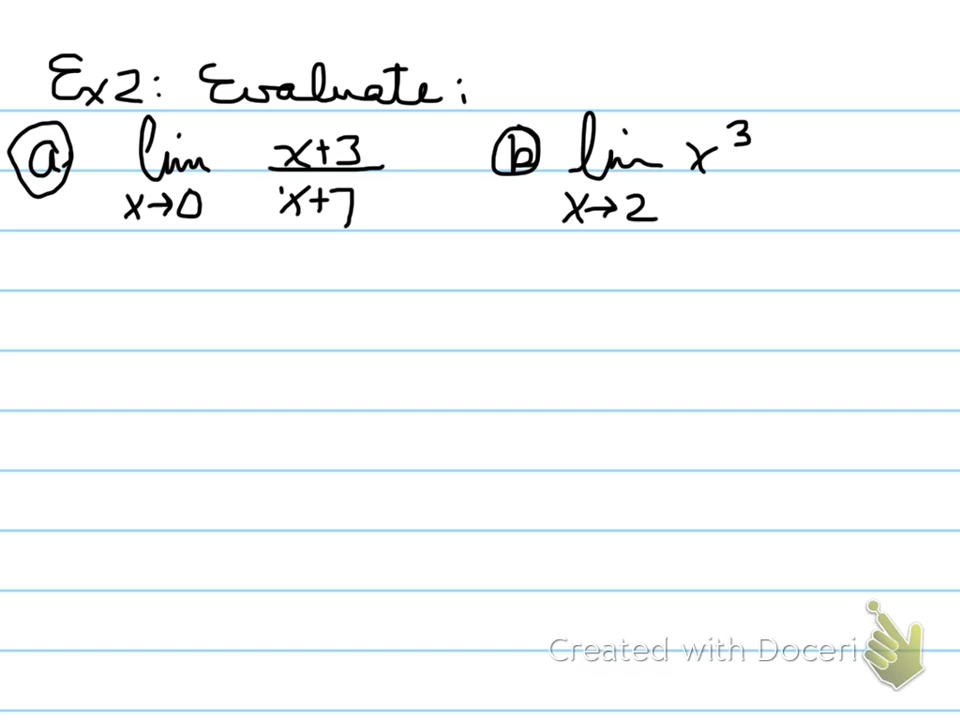 Ex2: Evaluate:
a lim x→0 x+3/x+7
b lim x→2 x³
Created with Doceri